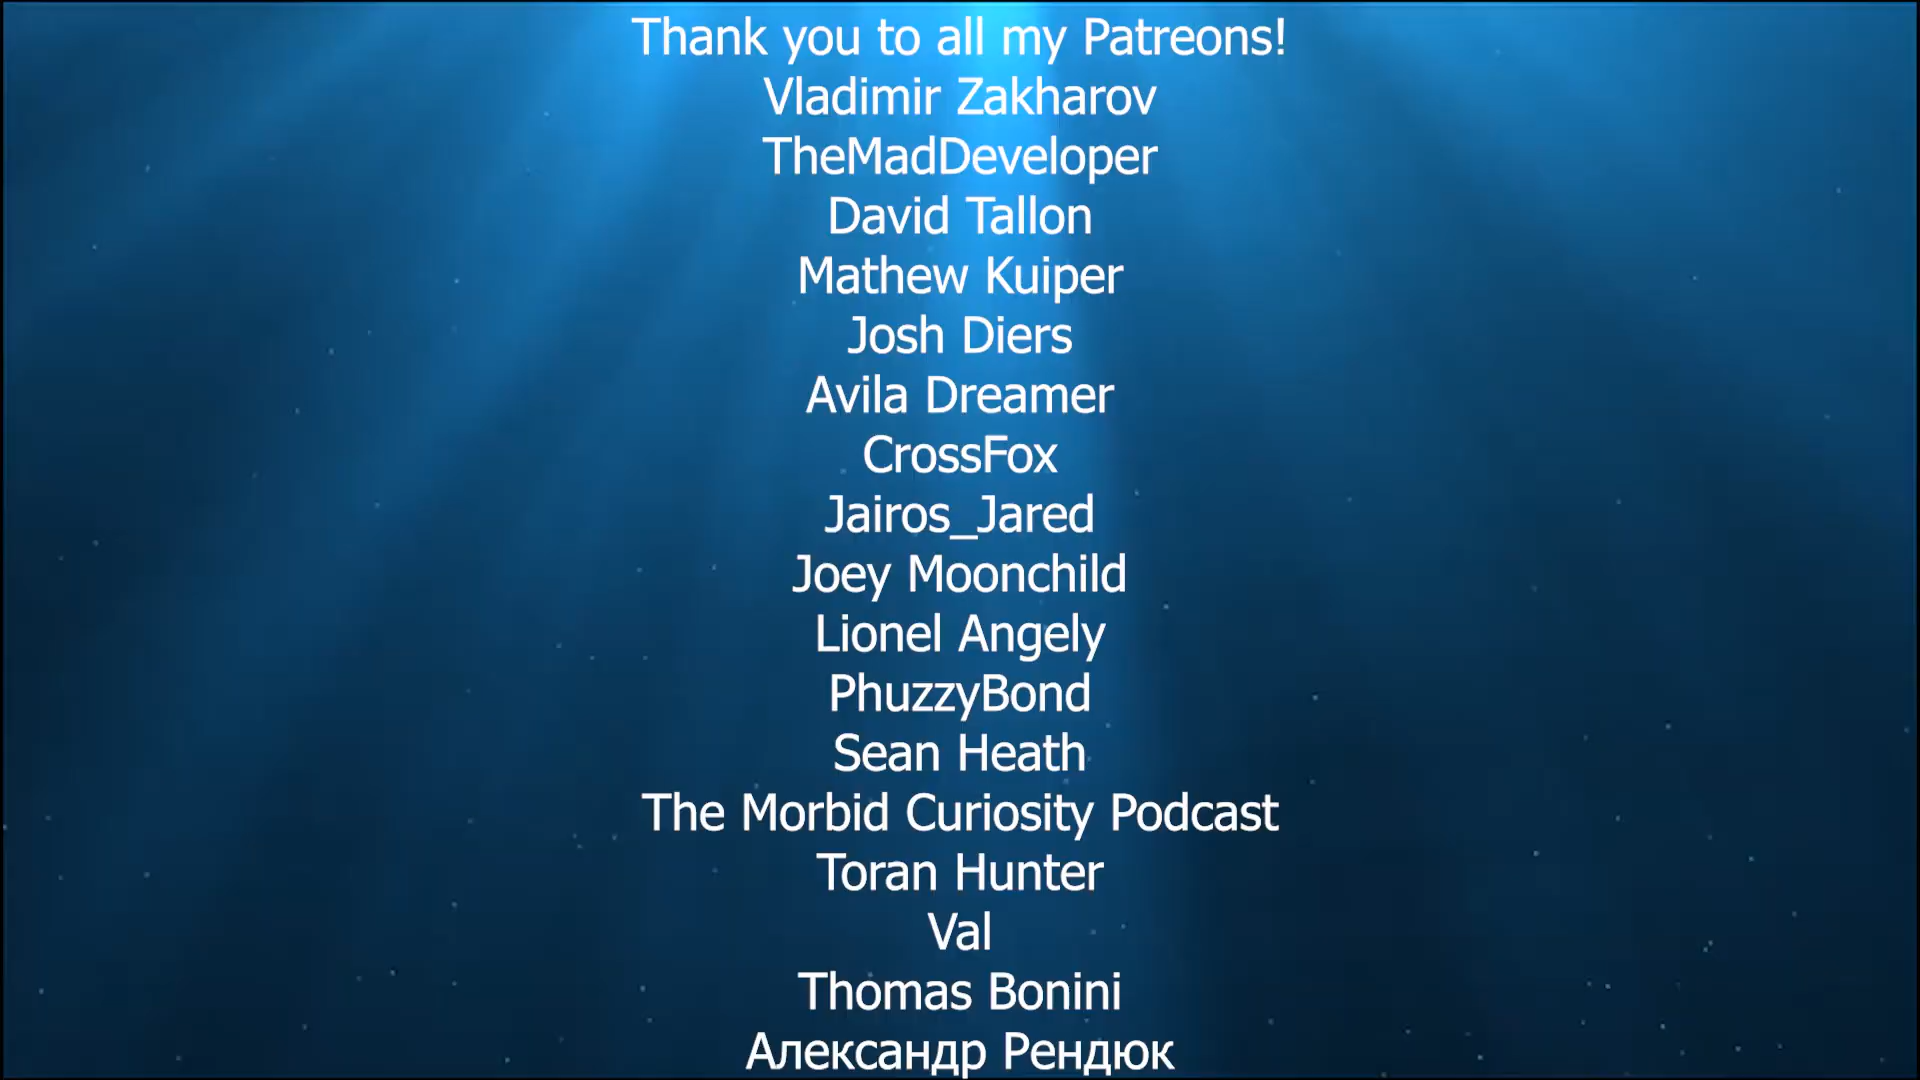 Thank you to all my Patreons!
Vladimir Zakharov
TheMadDeveloper
David Tallon
Mathew Kuiper
Josh Diers
Avila Dreamer
CrossFox
Jairos_Jared
Joey Moonchild
Lionel Angely
PhuzzyBond
Sean Heath
The Morbid Curiosity Podcast
Toran Hunter
Val
Thomas Bonini
Александр Рендюк